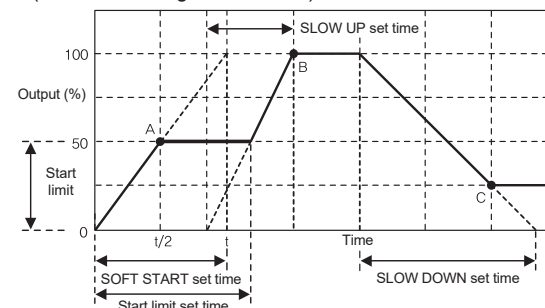 SLOW UP set time
100
B
Output (%)
A
50
Start
limit
C
0
t/2
t
Time
SOFT START set time
SLOW DOWN set time
Start limit set time